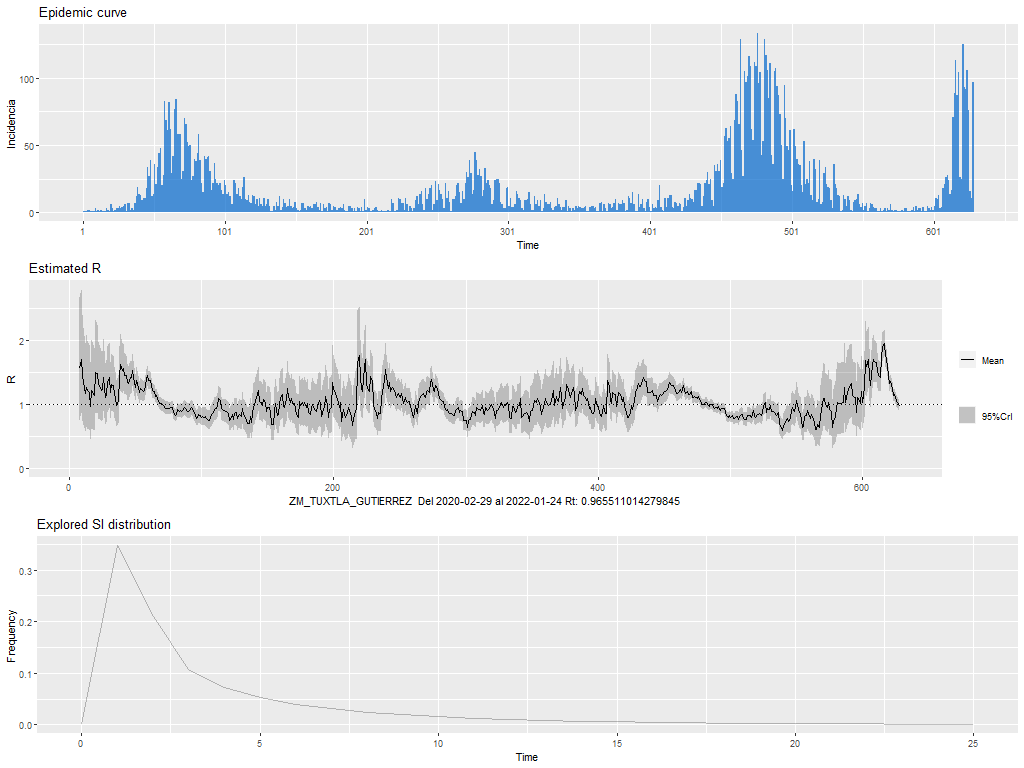 Epidemic curve
Incidencia
100
50
0
1
101
201
301
401
501
601
Time
Estimated R
R
2
1
0
0
200
400
600
Mean
95%CrI
ZM_TUXTLA_GUTIERREZ Del 2020-02-29 al 2022-01-24 Rt: 0.965511014279845
Explored SI distribution
Frequency
0.3
0.2
0.1
0.0
0
5
10
15
20
25
Time